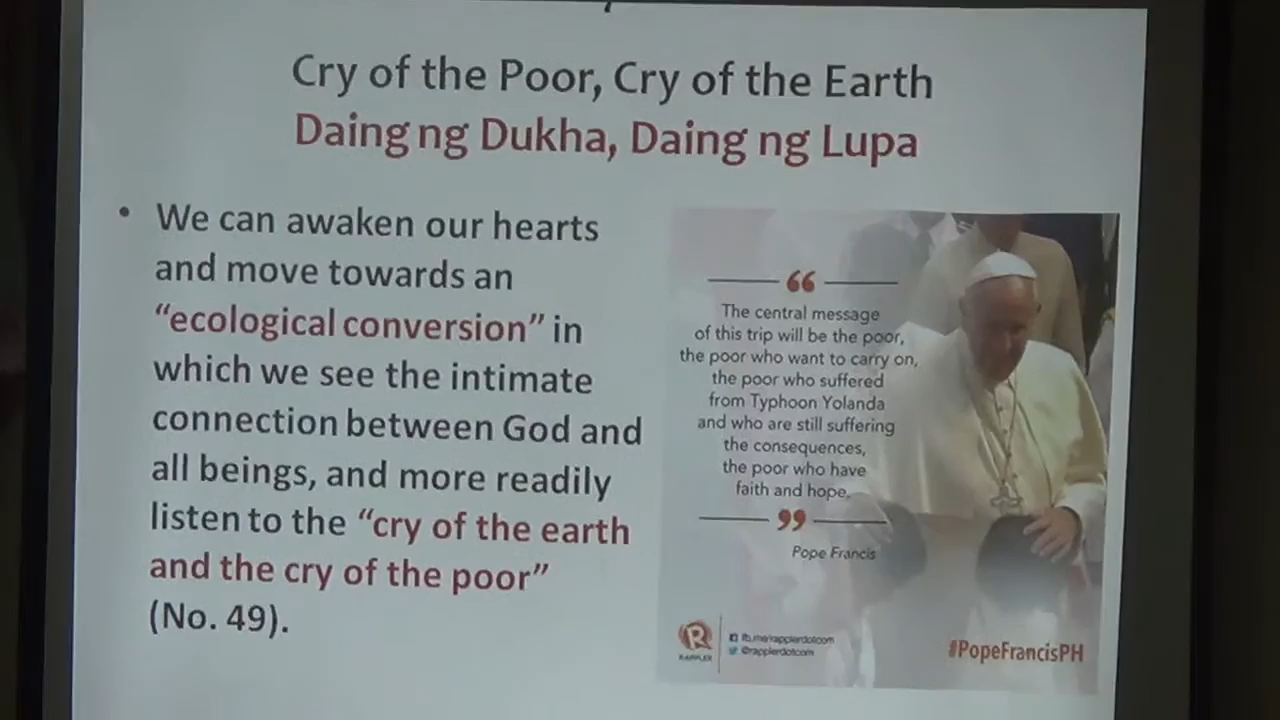 Cry of the Poor, Cry of the Earth
Daing ng Dukha, Daing ng Lupa
• We can awaken our hearts
and move towards an
“ecological conversion” in
which we see the intimate
connection between God and
all beings, and more readily
listen to the “cry of the earth
and the cry of the poor”
(No. 49).
“
The central message
of this trip will be the poor,
the poor who want to carry on,
the poor who suffered
from Typhoon Yolanda
and who are still suffering
the consequences,
the poor who have
faith and hope.
”
Pope Francis
R
RAPPLER
fb.me/rapplerdotcom
@rapplerdotcom
#PopeFrancisPH